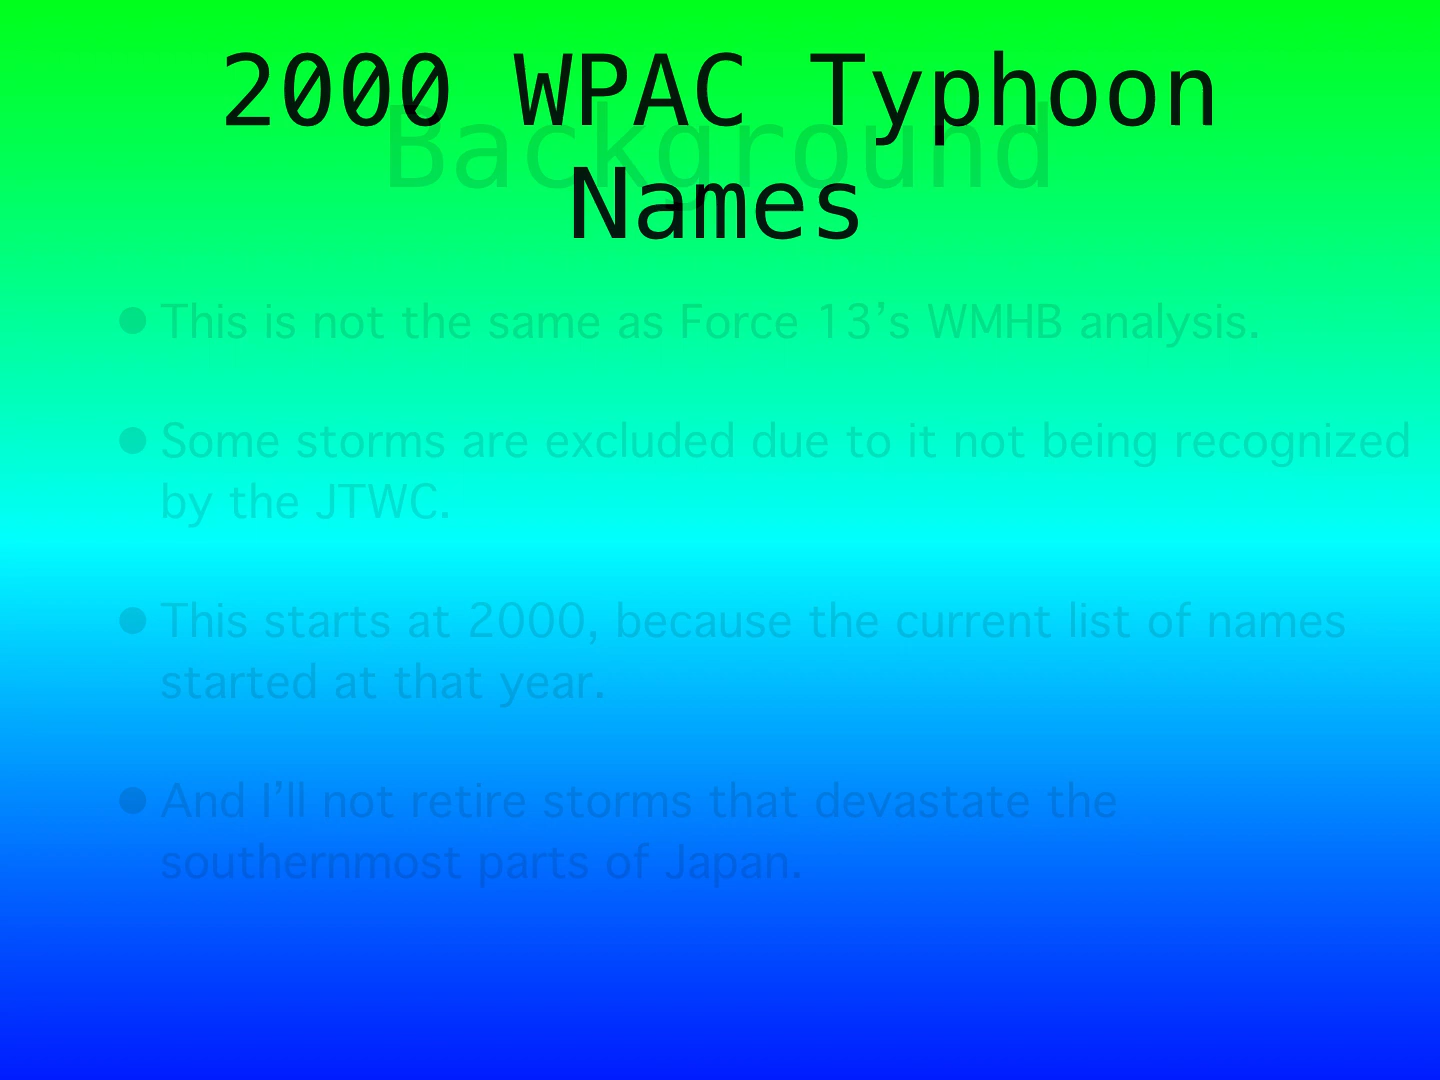 2000 WPAC Typhoon
Names
Background
● This is not the same as Force 13’s WMHB analysis.
● Some storms are excluded due to it not being recognized
by the JTWC.
● This starts at 2000, because the current list of names
started at that year.
● And I’ll not retire storms that devastate the
southernmost parts of Japan.